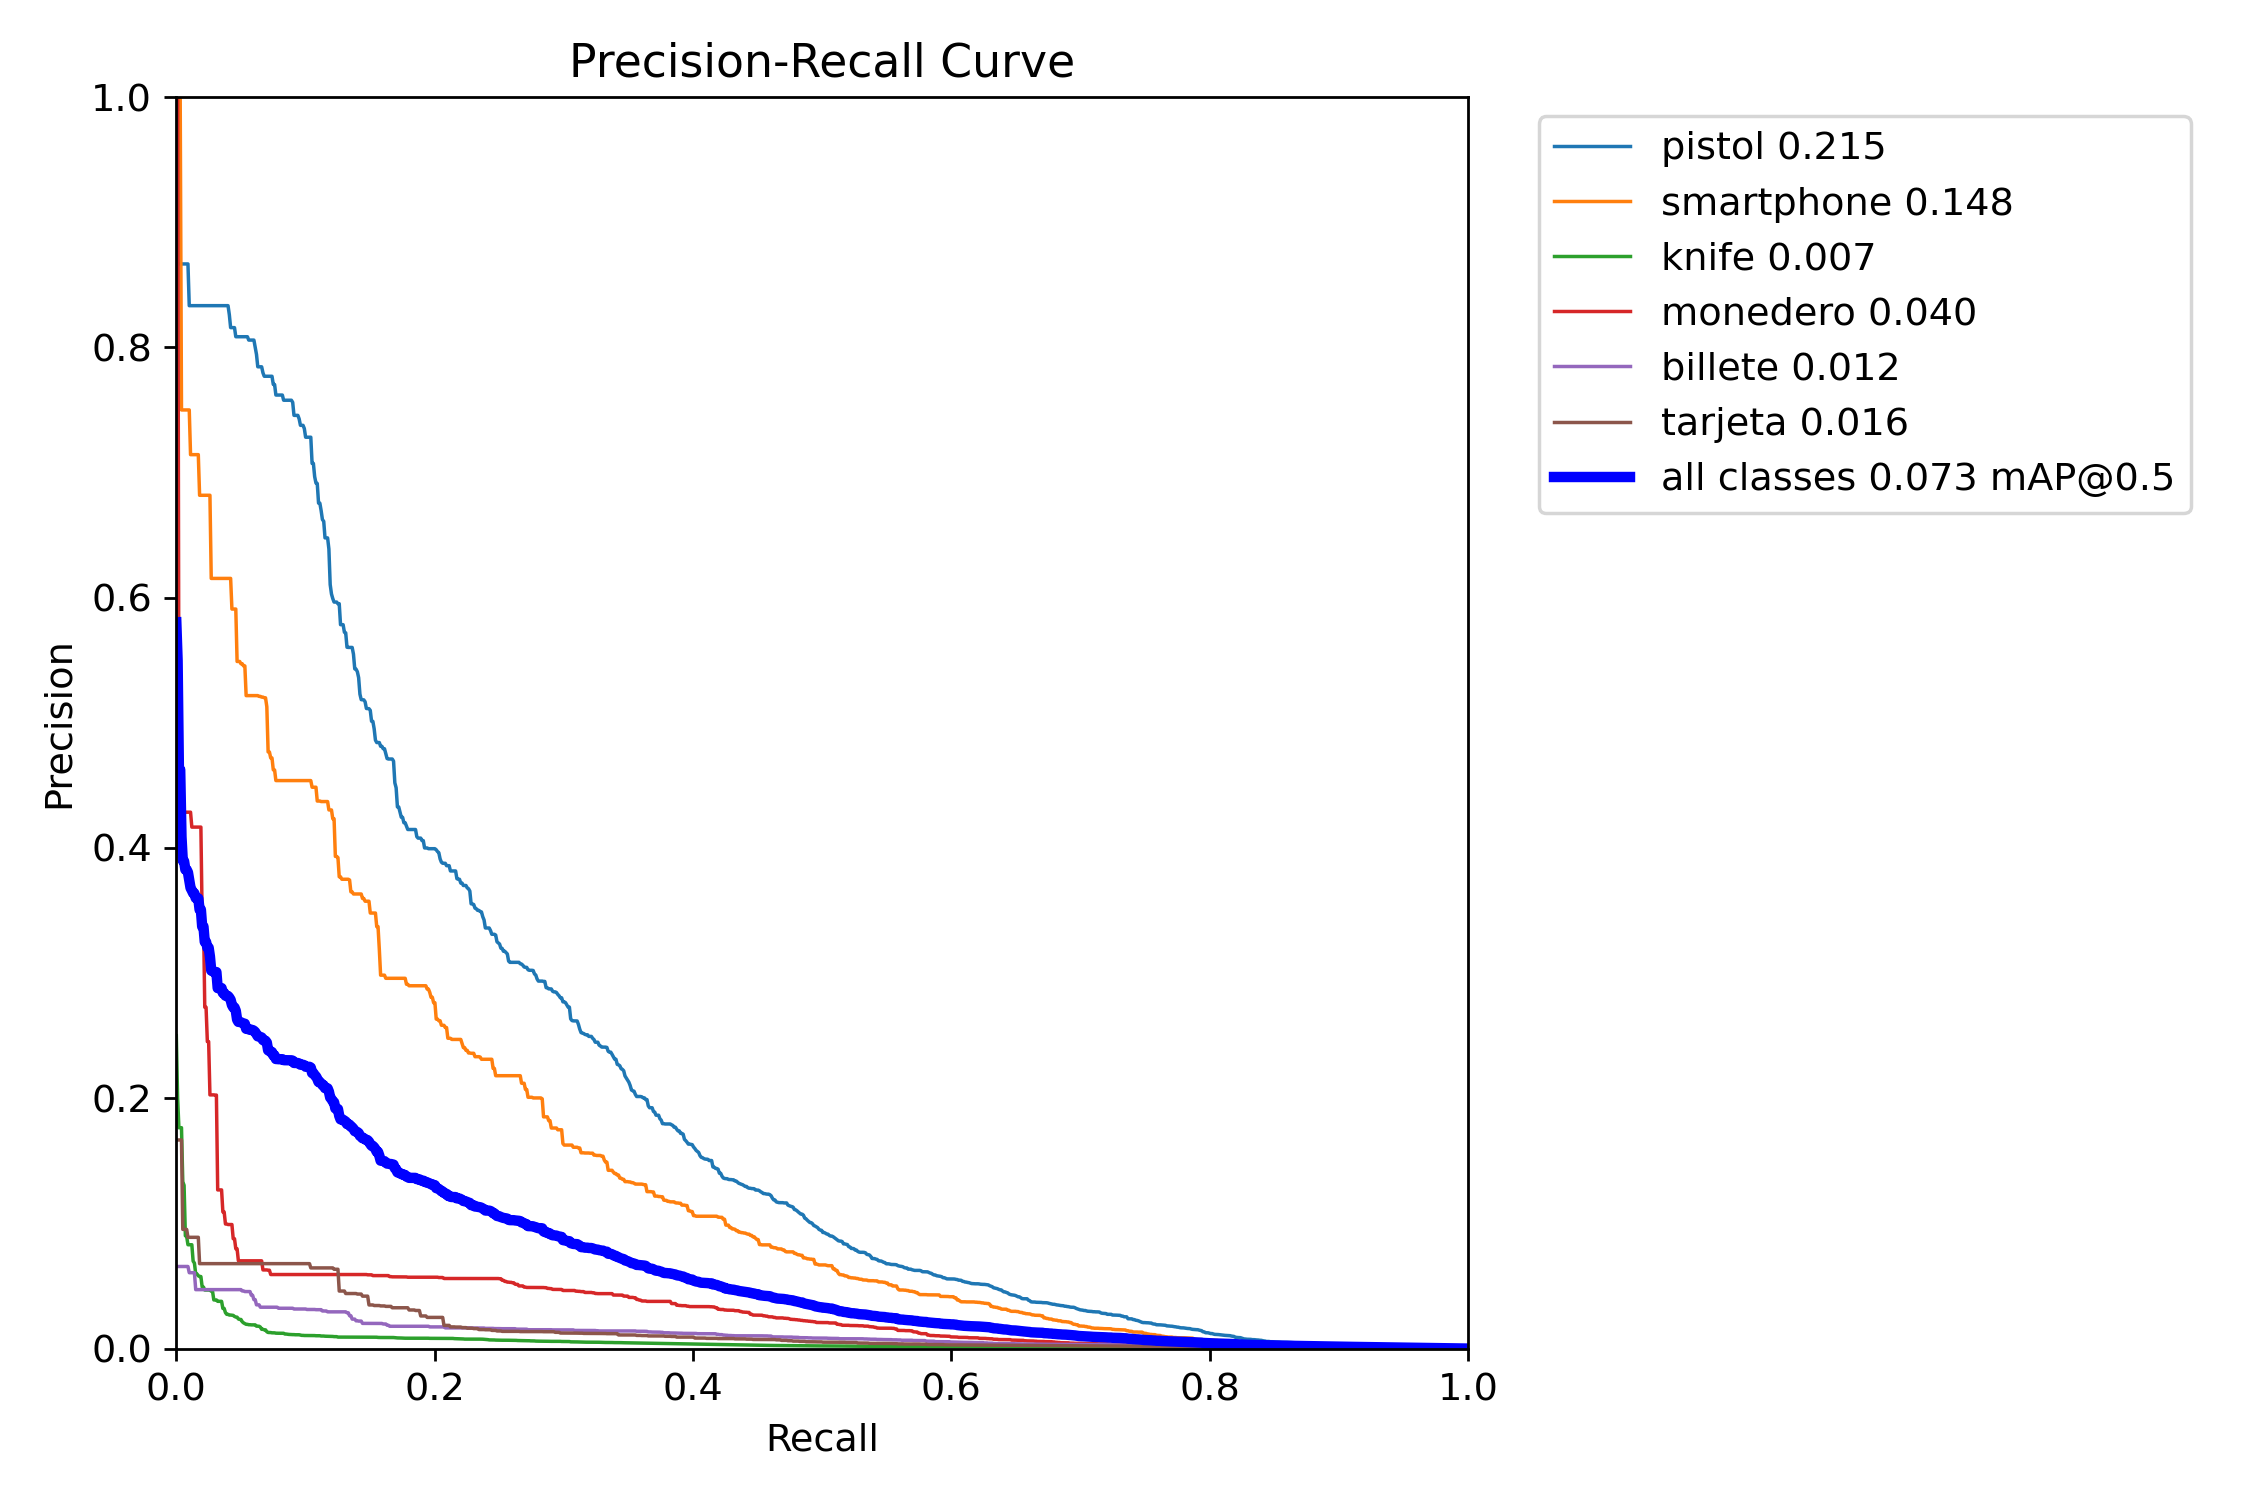 Precision-Recall Curve
1.0
0.8
0.6
0.4
0.2
0.0
Precision
0.0 0.2 0.4 0.6 0.8 1.0
Recall
pistol 0.215
smartphone 0.148
knife 0.007
monedero 0.040
billete 0.012
tarjeta 0.016
all classes 0.073 mAP@0.5